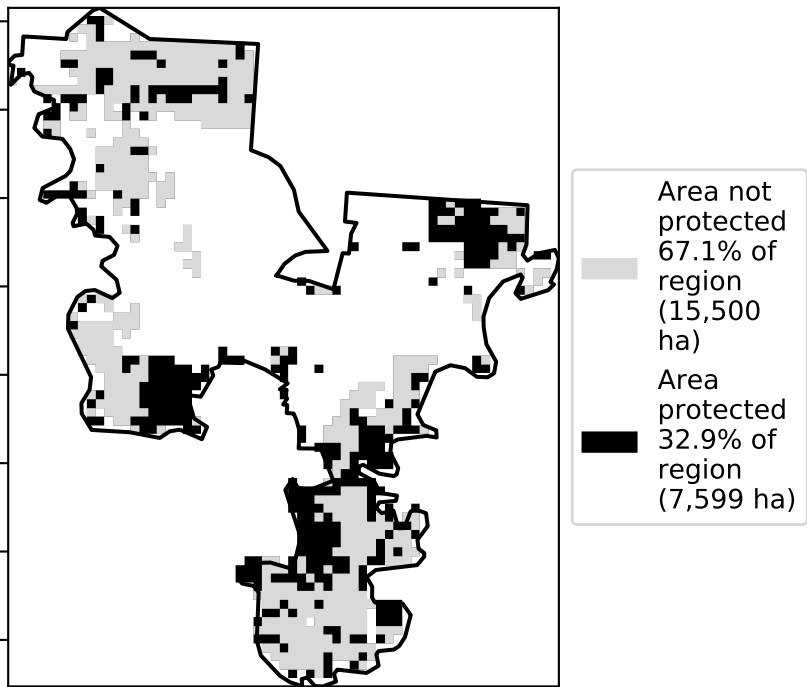 Area not
protected
67.1% of
region
(15,500
ha)
Area
protected
32.9% of
region
(7,599 ha)